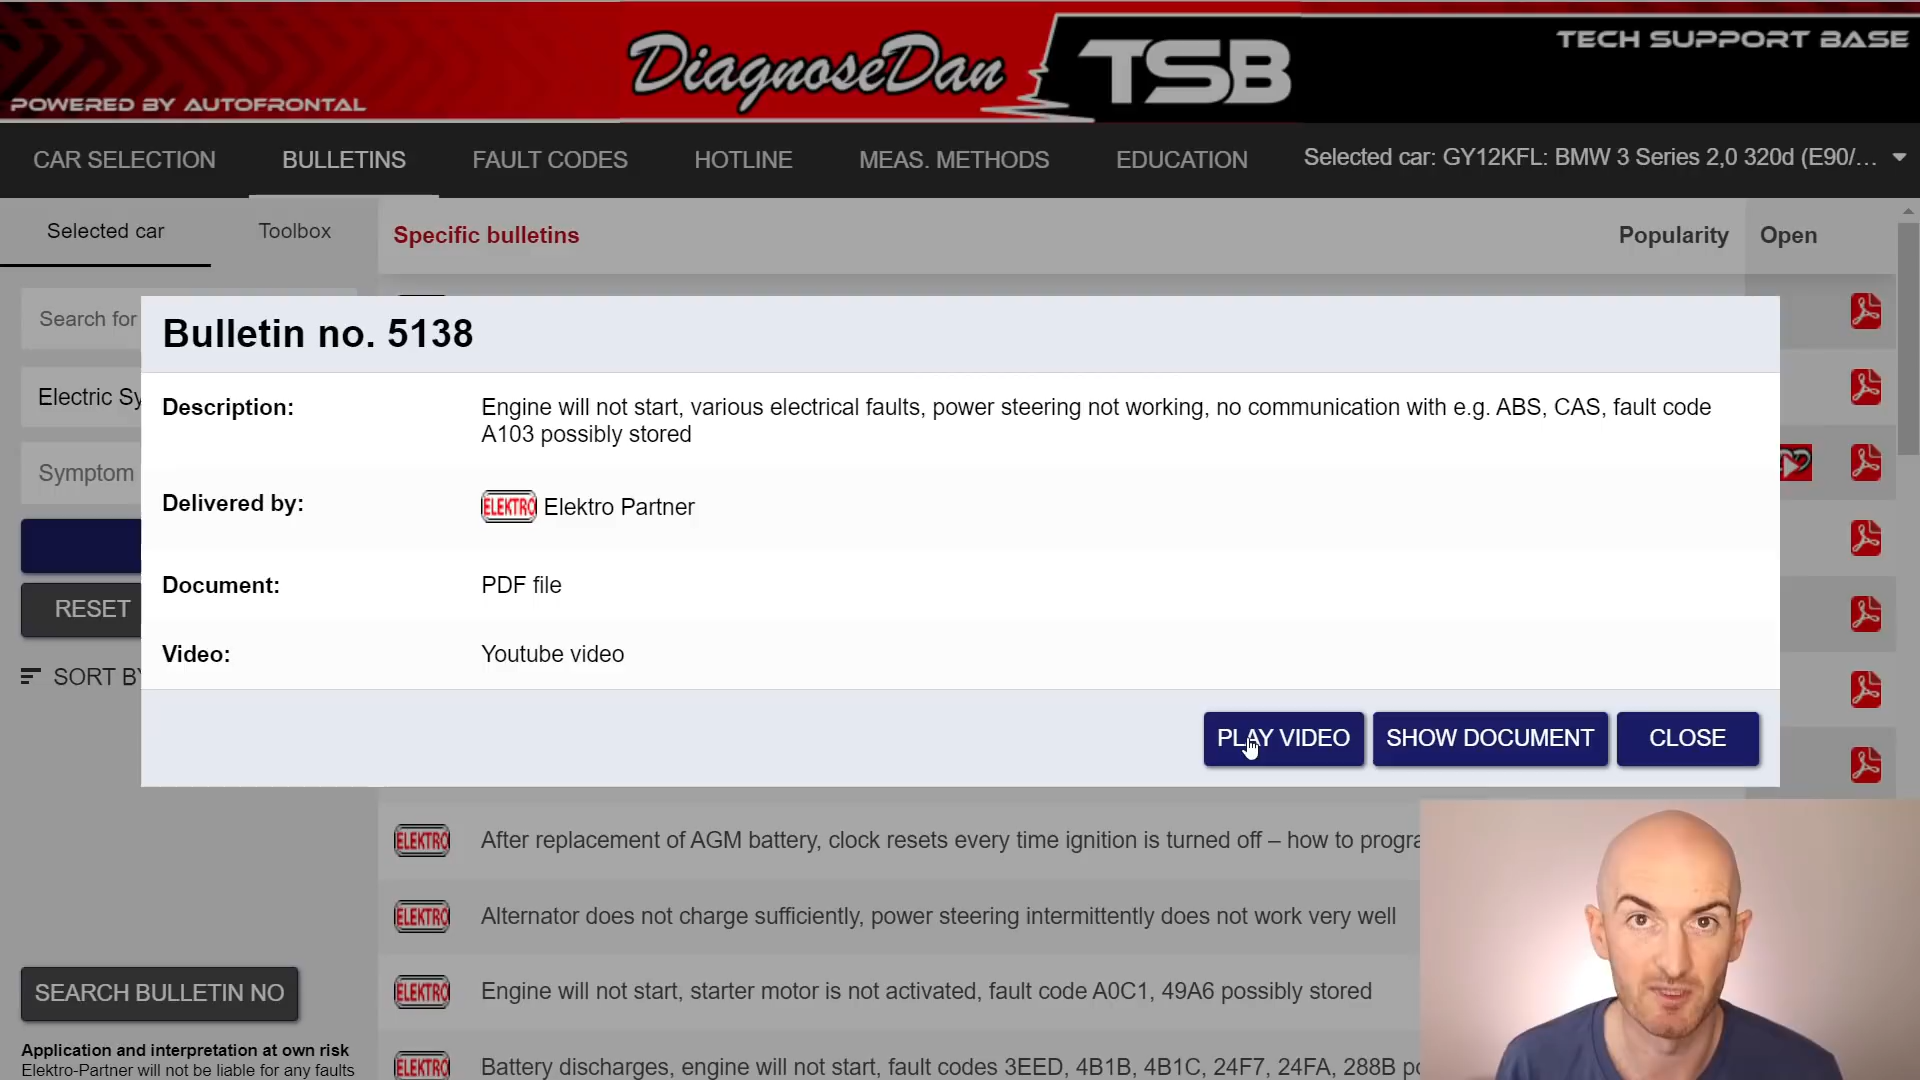 POWERED BY AUTOFRONTAL
DiagnoseDan TSB
TECH SUPPORT BASE
CAR SELECTION
BULLETINS
FAULT CODES
HOTLINE
MEAS. METHODS
EDUCATION
Selected car: GY12KFL: BMW 3 Series 2,0 320d (E90/...
Selected car
Toolbox
Specific bulletins
Popularity
Open
Search for
Electric Sy
Symptom
RESET
SORT BY
Bulletin no. 5138
Description:
Engine will not start, various electrical faults, power steering not working, no communication with e.g. ABS, CAS, fault code
A103 possibly stored
Delivered by:
ELEKTRO Elektro Partner
Document:
PDF file
Video:
Youtube video
PLAY VIDEO
SHOW DOCUMENT
CLOSE
ELEKTRO After replacement of AGM battery, clock resets every time ignition is turned off – how to progra
ELEKTRO Alternator does not charge sufficiently, power steering intermittently does not work very well
ELEKTRO Engine will not start, starter motor is not activated, fault code A0C1, 49A6 possibly stored
ELEKTRO Battery discharges, engine will not start, fault codes 3EED, 4B1B, 4B1C, 24F7, 24FA, 288B po
SEARCH BULLETIN NO
Application and interpretation at own risk
Elektro-Partner will not be liable for any faults